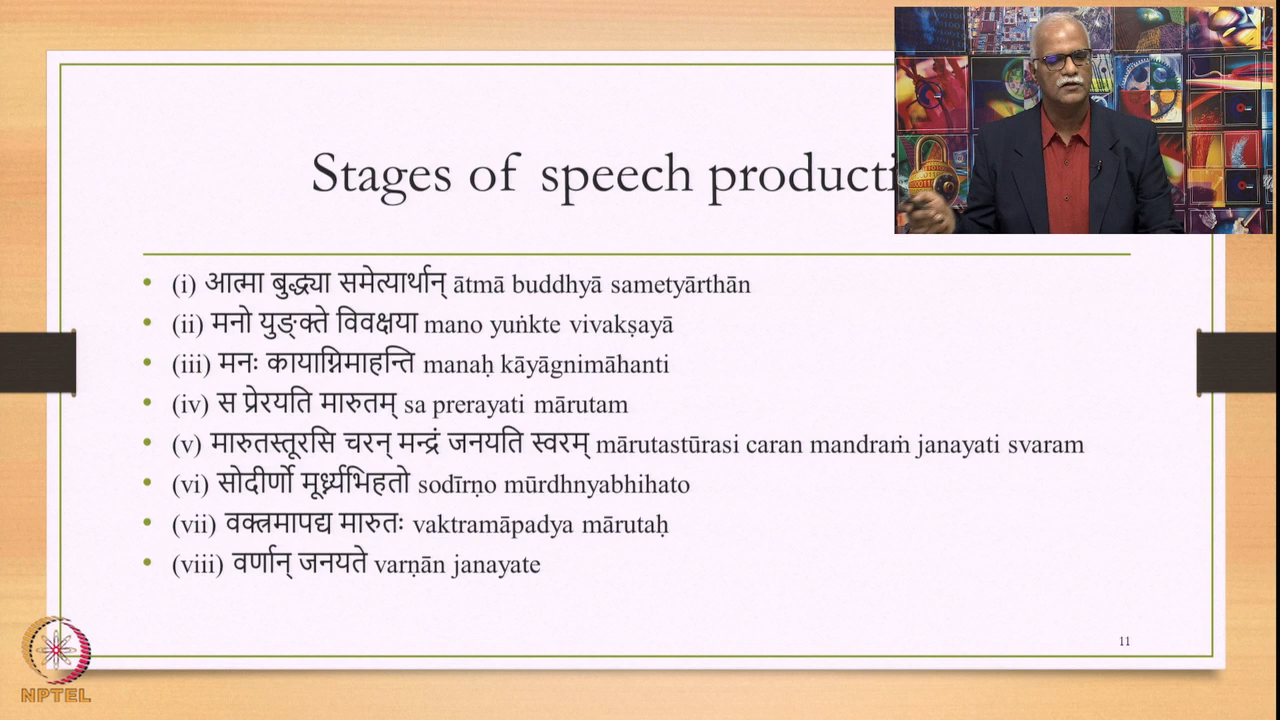 Stages of speech producti
• (i) आत्मा बुद्ध्या समेत्यार्थान् ātmā buddhyā sametyārthān
• (ii) मनो युङ्क्ते विवक्षया mano yuṅkte vivakṣayā
• (iii) मनः कायाग्निमाहन्ति manaḥ kāyāgnimāhanti
• (iv) स प्रेरयति मारुतम् sa prerayati mārutam
• (v) मारुतस्तूरसि चरन् मन्द्रं जनयति स्वरम् mārutastūrasi caran mandraṁ janayati svaram
• (vi) सोदीर्णो मूर्ध्न्यभिहतो sodīrṇo mūrdhnyabhihato
• (vii) वक्त्रमापद्य मारुतः vaktramāpadya mārutaḥ
• (viii) वर्णान् जनयते varṇān janayate
11
NPTEL